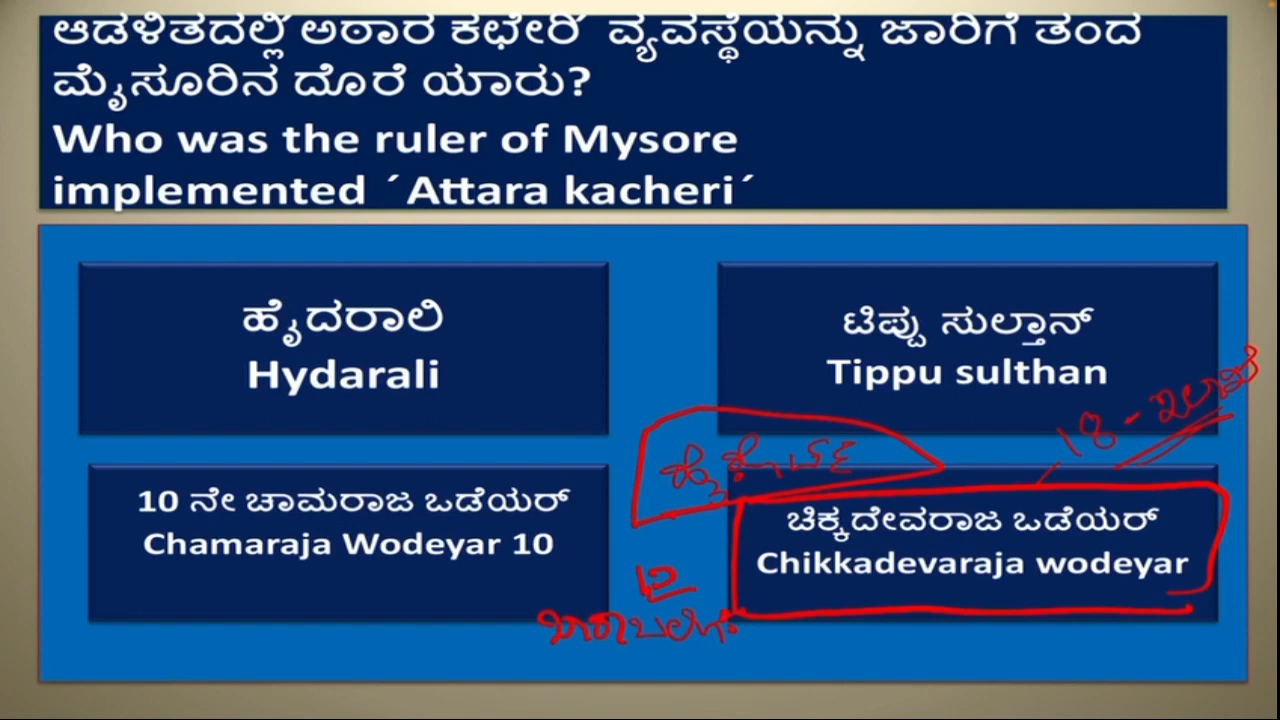 ಆಡಳಿತದಲ್ಲಿ ಅಠಾರ ಕಛೇರಿ ವ್ಯವಸ್ಥೆಯನ್ನು ಜಾರಿಗೆ ತಂದ
ಮೈಸೂರಿನ ದೊರೆ ಯಾರು?
Who was the ruler of Mysore
implemented ´Attara kacheri´
ಹೈದರಾಲಿ
Hydarali
ಟಿಪ್ಪು ಸುಲ್ತಾನ್
Tippu sulthan
18 - ಇಲಾಖೆ
ಹೈಕೋರ್ಟ
10 ನೇ ಚಾಮರಾಜ ಒಡೆಯರ್
Chamaraja Wodeyar 10
ಚಿಕ್ಕದೇವರಾಜ ಒಡೆಯರ್
Chikkadevaraja wodeyar